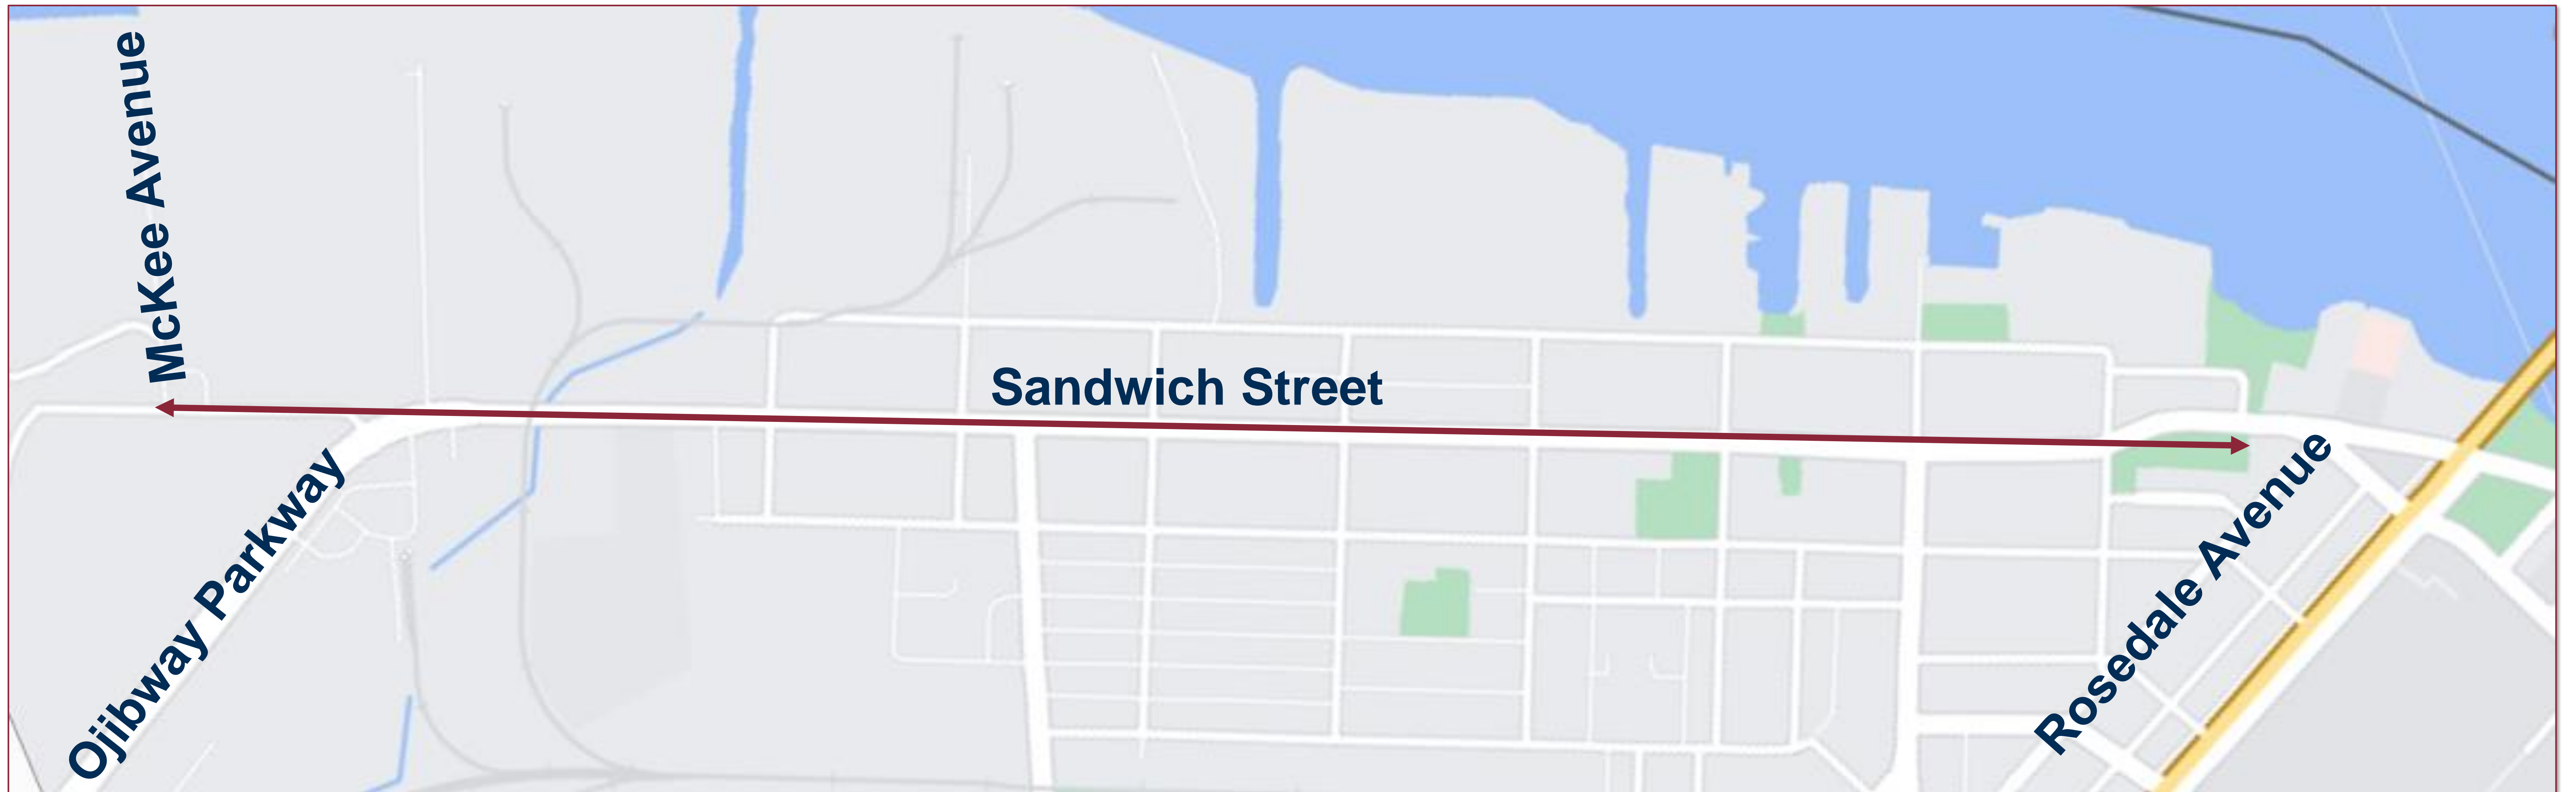 McKee Avenue
Sandwich Street
Ojibway Parkway
Rosedale Avenue